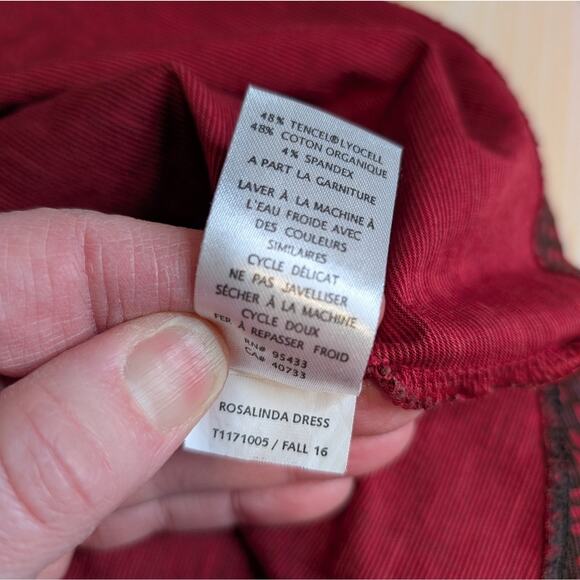 48% TENCEL®LYOCELL
48% COTON ORGANIQUE
4% SPANDEX
A PART LA GARNITURE
LAVER À LA MACHINE À
L'EAU FROIDE AVEC
DES COULEURS
SIMILAIRES
CYCLE DÉLICAT
NE PAS JAVELLISER
SÉCHER À LA MACHINE
CYCLE DOUX
FER À REPASSER FROID
RN# 95433
CA# 40733
ROSALINDA DRESS
T1171005 / FALL 16